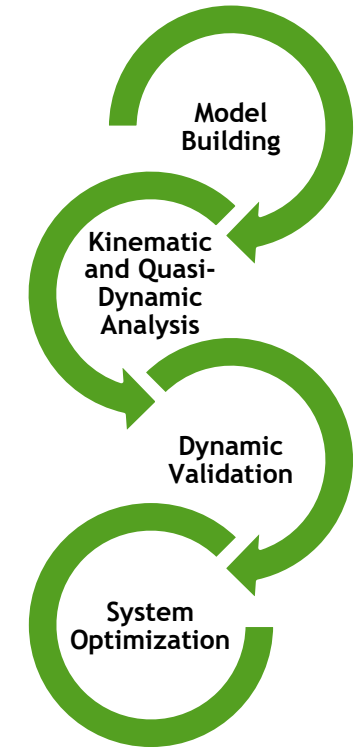 Model
Building
Kinematic
and Quasi-
Dynamic
Analysis
Dynamic
Validation
System
Optimization